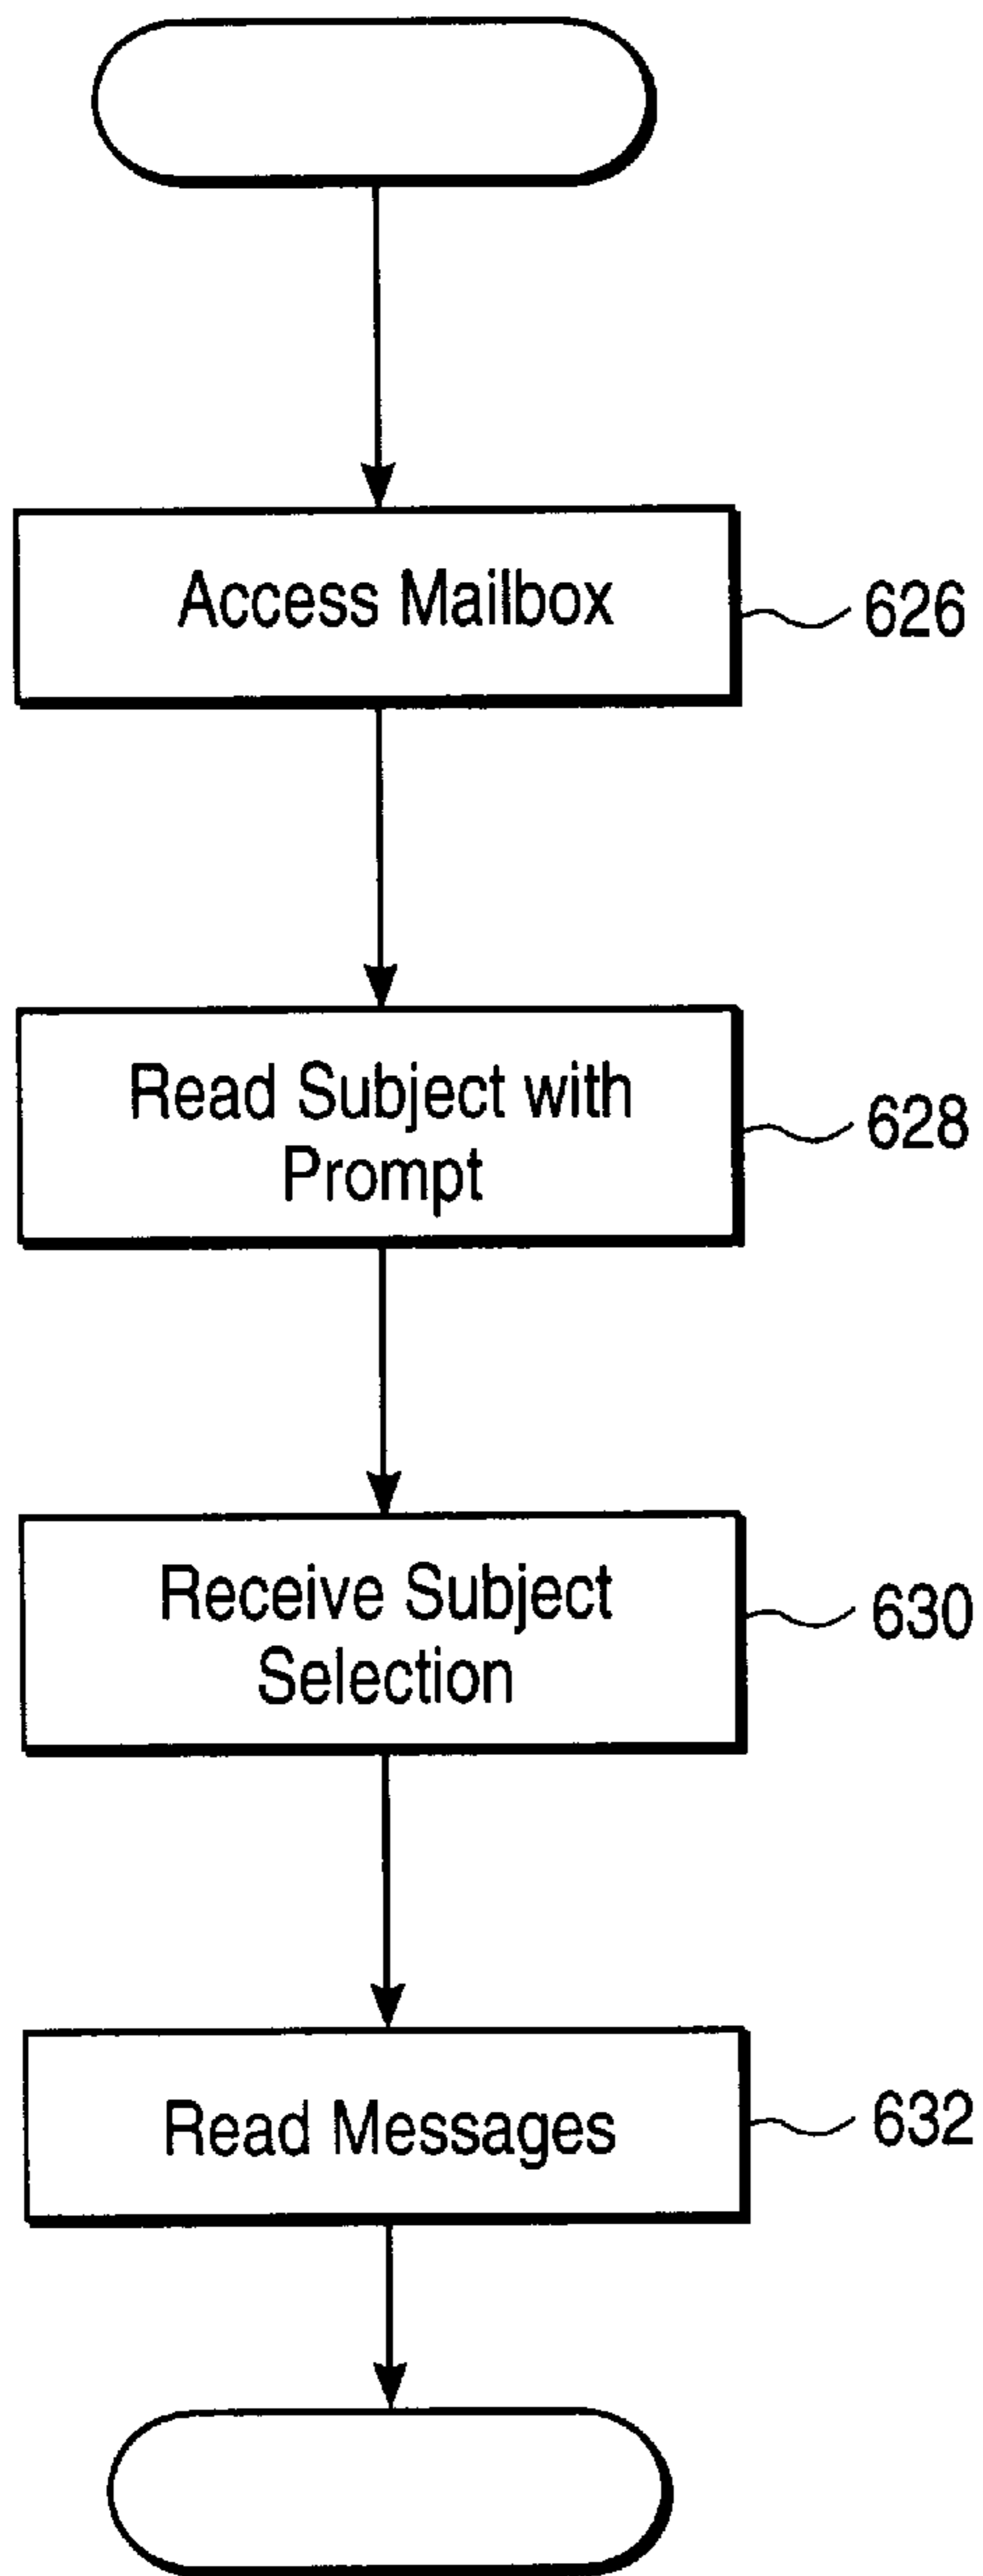 Access Mailbox
626
Read Subject with
Prompt
628
Receive Subject
Selection
630
Read Messages
632